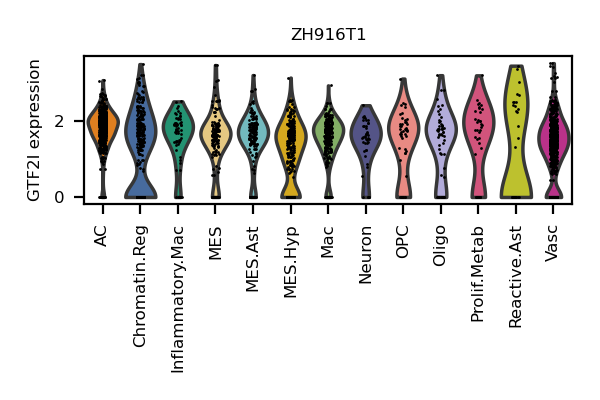 ZH916T1
GTF2I expression
2
0
AC
Chromatin.Reg
Inflammatory.Mac
MES
MES.Ast
MES.Hyp
Mac
Neuron
OPC
Oligo
Prolif.Metab
Reactive.Ast
Vasc